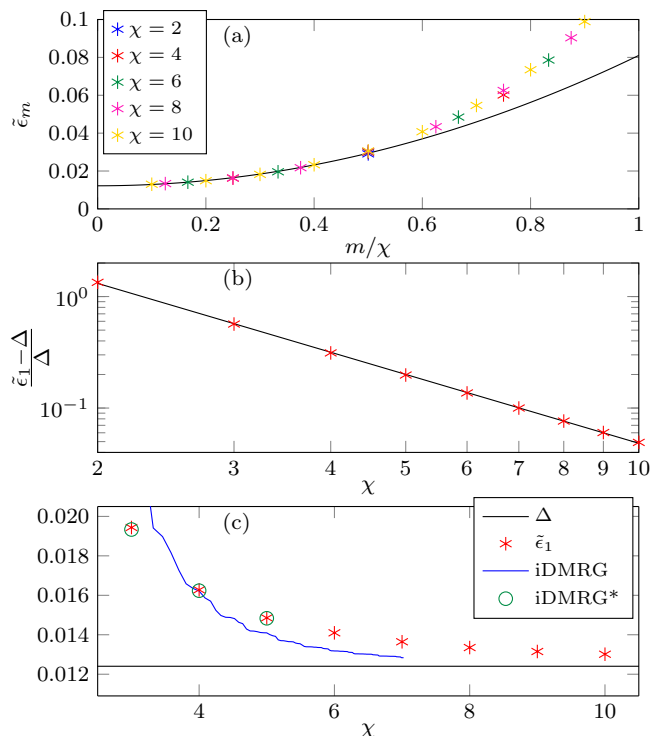 0.1
0.08
0.06
0.04
0.02
0
ϵ̃_m
χ = 2
χ = 4
χ = 6
χ = 8
χ = 10
(a)
0 0.2 0.4 0.6 0.8 1
m/χ
(b)
10^0
10^{-1}
(ϵ̃_1 − Δ)/Δ
2 3 4 5 6 7 8 9 10
χ
(c)
0.020
0.018
0.016
0.014
0.012
Δ
ϵ̃_1
iDMRG
iDMRG*
4 6 8 10
χ